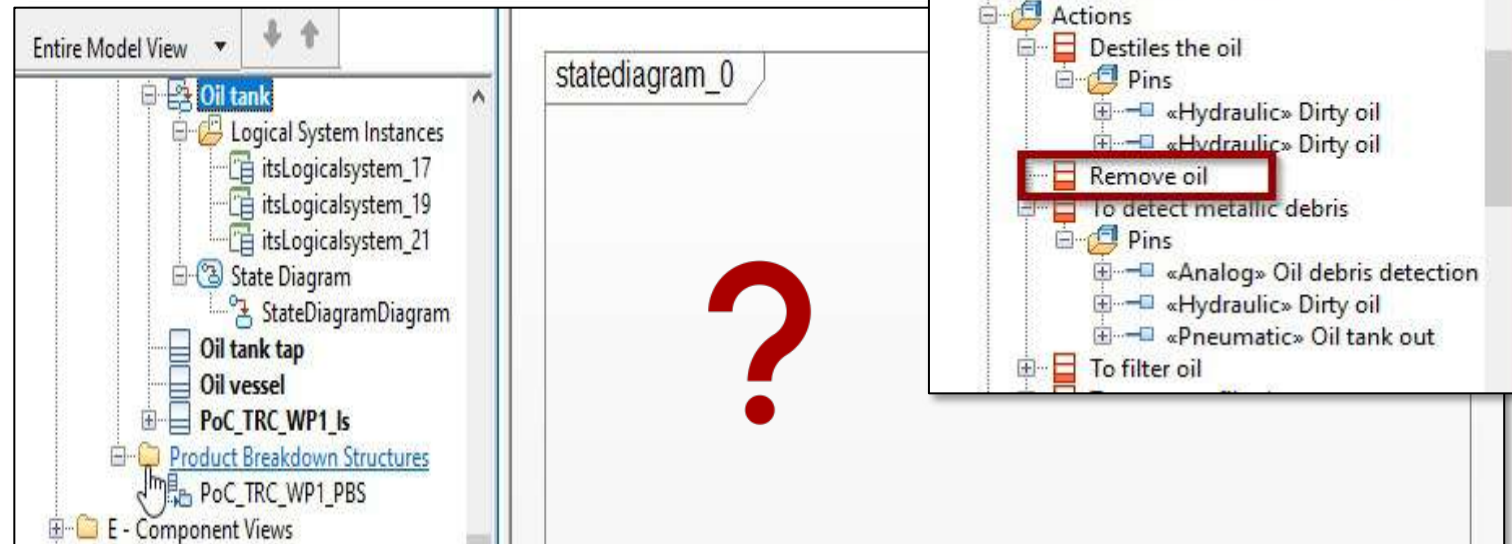 Entire Model View
Oil tank
Logical System Instances
itsLogicalsystem_17
itsLogicalsystem_19
itsLogicalsystem_21
State Diagram
StateDiagramDiagram
Oil tank tap
Oil vessel
PoC_TRC_WP1_ls
Product Breakdown Structures
PoC_TRC_WP1_PBS
E - Component Views
statediagram_0
?
Actions
Destiles the oil
Pins
«Hydraulic» Dirty oil
«Hydraulic» Dirty oil
Remove oil
To detect metallic debris
Pins
«Analog» Oil debris detection
«Hydraulic» Dirty oil
«Pneumatic» Oil tank out
To filter oil